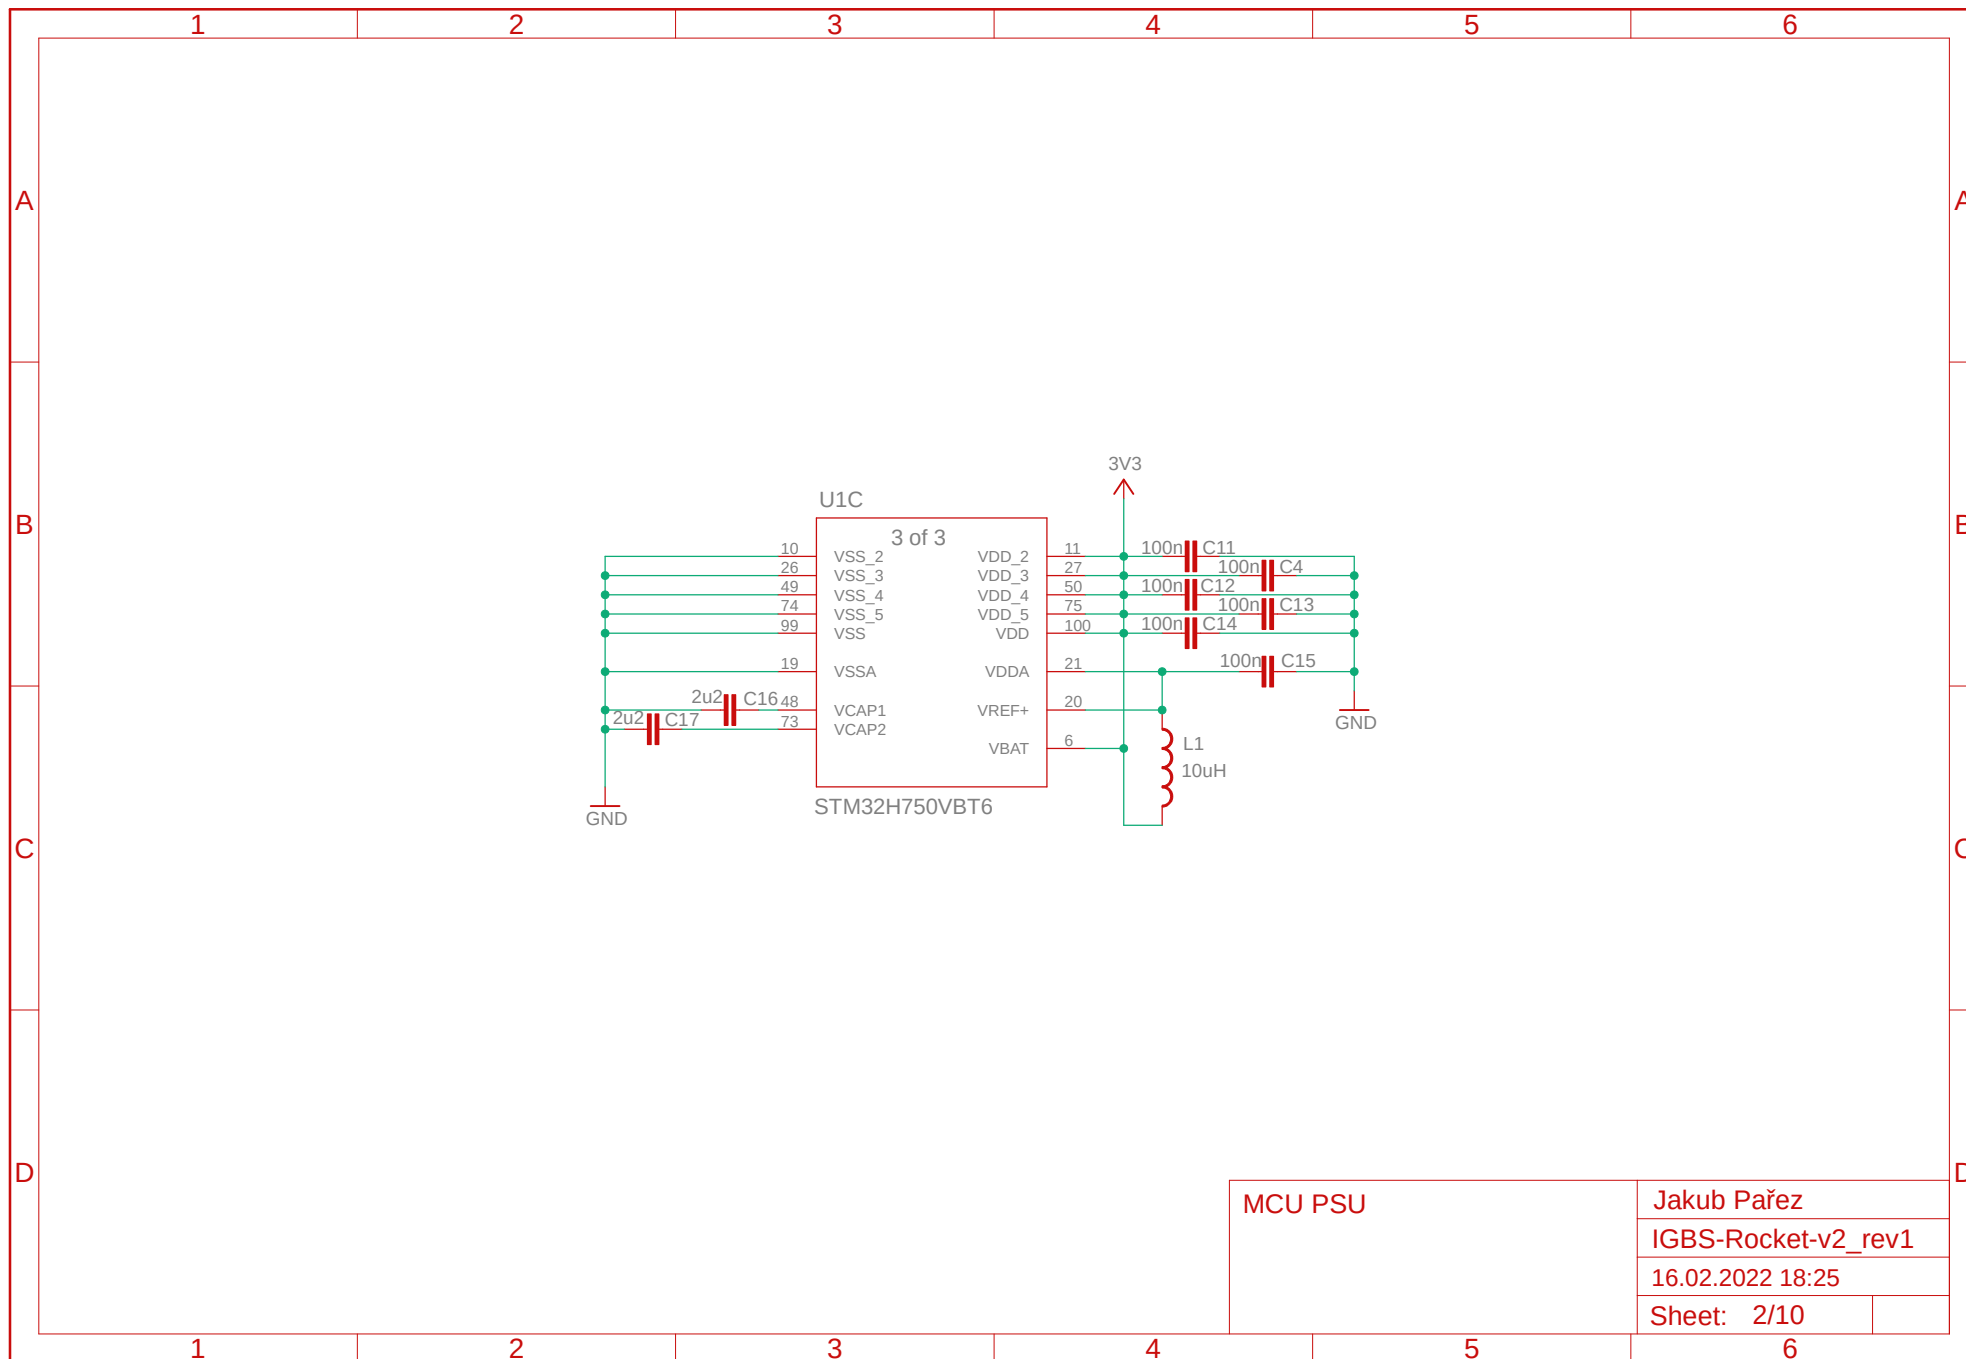 1 2 3 4 5 6
A A
3V3
U1C
B B
3 of 3
10 VSS_2 VDD_2 11 100n C11
26 VSS_3 VDD_3 27 100n C4
49 VSS_4 VDD_4 50 100n C12
74 VSS_5 VDD_5 75 100n C13
99 VSS VDD 100 100n C14
19 VSSA VDDA 21 100n C15
2u2 C16 48 VCAP1 VREF+ 20
GND
2u2 C17 73 VCAP2
VBAT 6
L1
10uH
STM32H750VBT6
GND
C C
D D
MCU PSU
Jakub Pařez
IGBS-Rocket-v2_rev1
16.02.2022 18:25
Sheet: 2/10
1 2 3 4 5 6